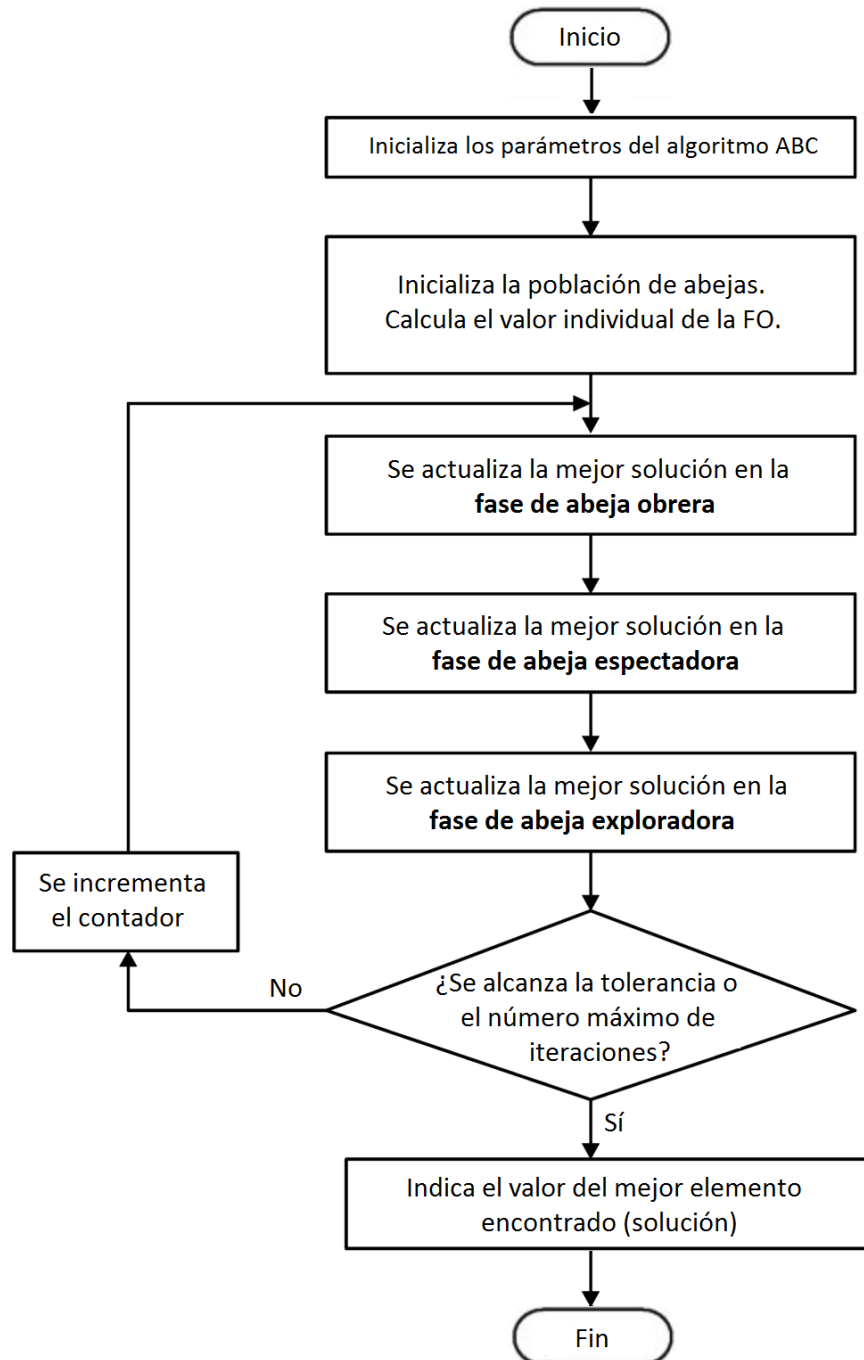 Inicio
Inicializa los parámetros del algoritmo ABC
Inicializa la población de abejas.
Calcula el valor individual de la FO.
Se actualiza la mejor solución en la
fase de abeja obrera
Se actualiza la mejor solución en la
fase de abeja espectadora
Se actualiza la mejor solución en la
fase de abeja exploradora
Se incrementa
el contador
No
¿Se alcanza la tolerancia o
el número máximo de
iteraciones?
Sí
Indica el valor del mejor elemento
encontrado (solución)
Fin